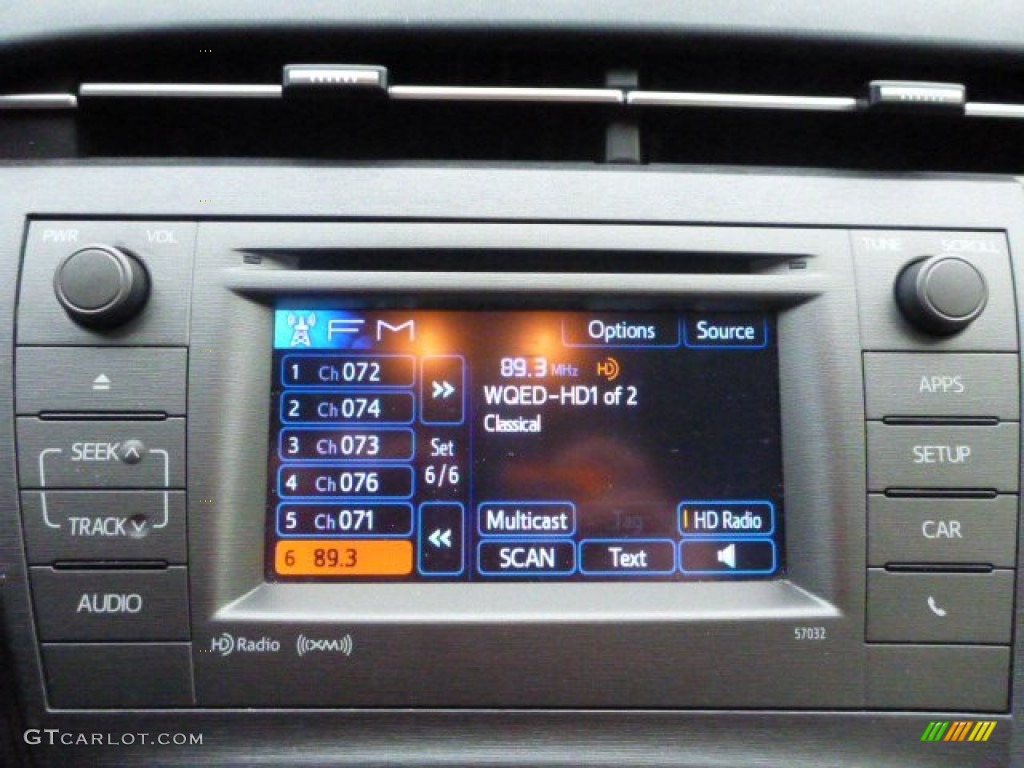 PWR VOL
TUNE SCROLL
FM
Options
Source
1 Ch 072
2 Ch 074
3 Ch 073
4 Ch 076
5 Ch 071
6 89.3
>>
Set
6/6
<<
89.3 MHz HD
WQED-HD1 of 2
Classical
Multicast
Tag
HD Radio
SCAN
Text
SEEK
TRACK
AUDIO
APPS
SETUP
CAR
HD Radio
((XM))
57032
GTCARLOT.COM